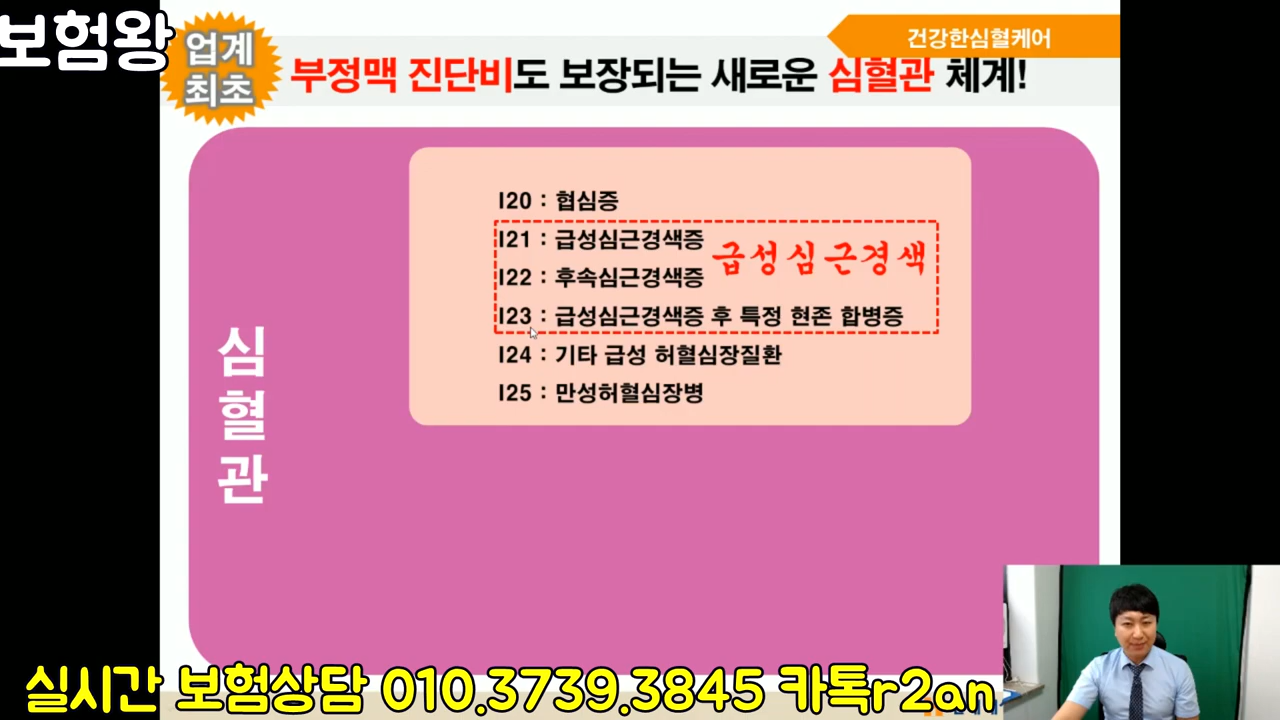 보험왕
업계
최초
건강한심혈케어
부정맥 진단비도 보장되는 새로운 심혈관 체계!
I20 : 협심증
I21 : 급성심근경색증
급성심근경색
I22 : 후속심근경색증
I23 : 급성심근경색증 후 특정 현존 합병증
I24 : 기타 급성 허혈심장질환
I25 : 만성허혈심장병
심혈관
실시간 보험상담 010.3739.3845 카톡r2an